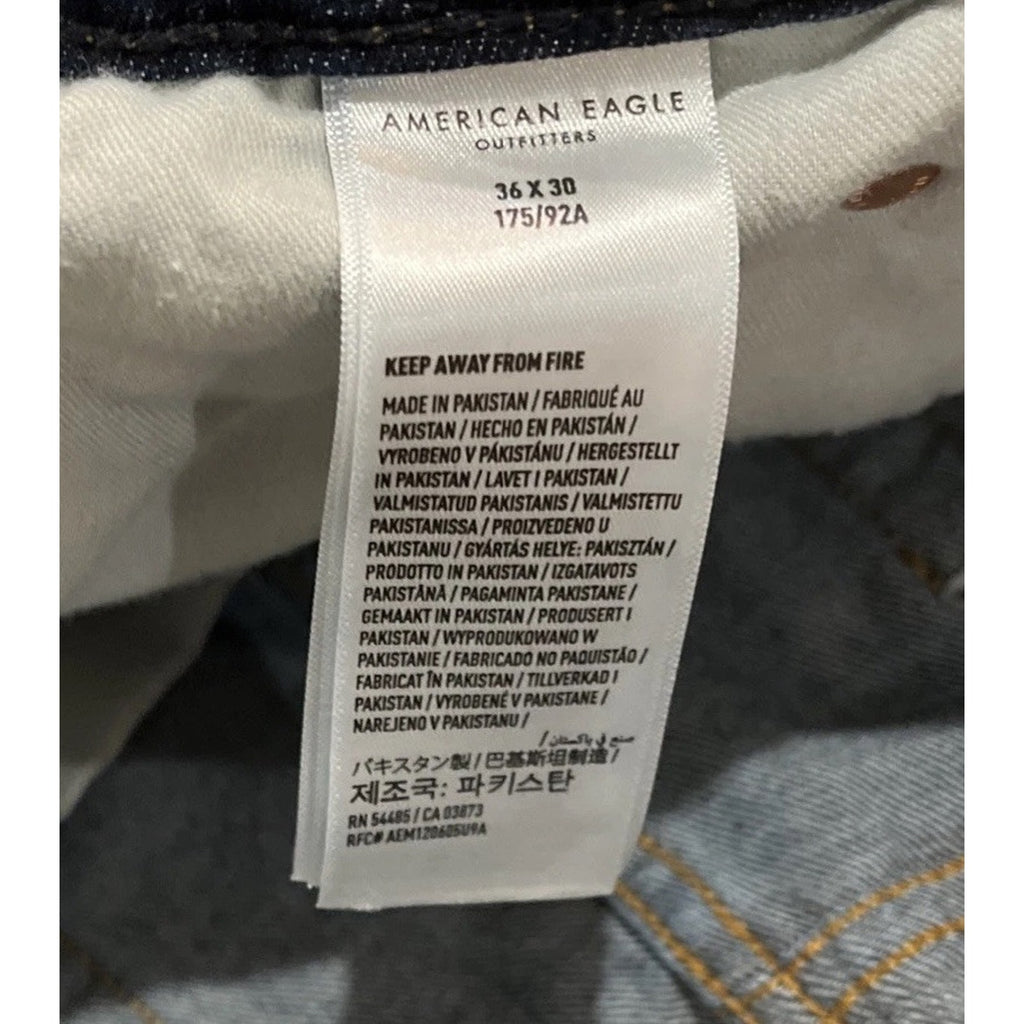 AMERICAN EAGLE
OUTFITTERS
36 X 30
175/92A
KEEP AWAY FROM FIRE
MADE IN PAKISTAN / FABRIQUÉ AU
PAKISTAN / HECHO EN PAKISTÁN /
VYROBENO V PÁKISTÁNU / HERGESTELLT
IN PAKISTAN / LAVET I PAKISTAN /
VALMISTATUD PAKISTANIS / VALMISTETTU
PAKISTANISSA / PROIZVEDENO U
PAKISTANU / GYÁRTÁS HELYE: PAKISZTÁN /
PRODOTTO IN PAKISTAN / IZGATAVOTS
PAKISTĀNĀ / PAGAMINTA PAKISTANE /
GEMAAKT IN PAKISTAN / PRODUSERT I
PAKISTAN / WYPRODUKOWANO W
PAKISTANIE / FABRICADO NO PAQUISTÃO /
FABRICAT ÎN PAKISTAN / TILLVERKAD I
PAKISTAN / VYROBENÉ V PAKISTANE /
NAREJENO V PAKISTANU /
صنع في باكستان /
パキスタン製 / 巴基斯坦制造 /
제조국: 파키스탄
RN 54485 / CA 03873
RFC# AEM120605U9A